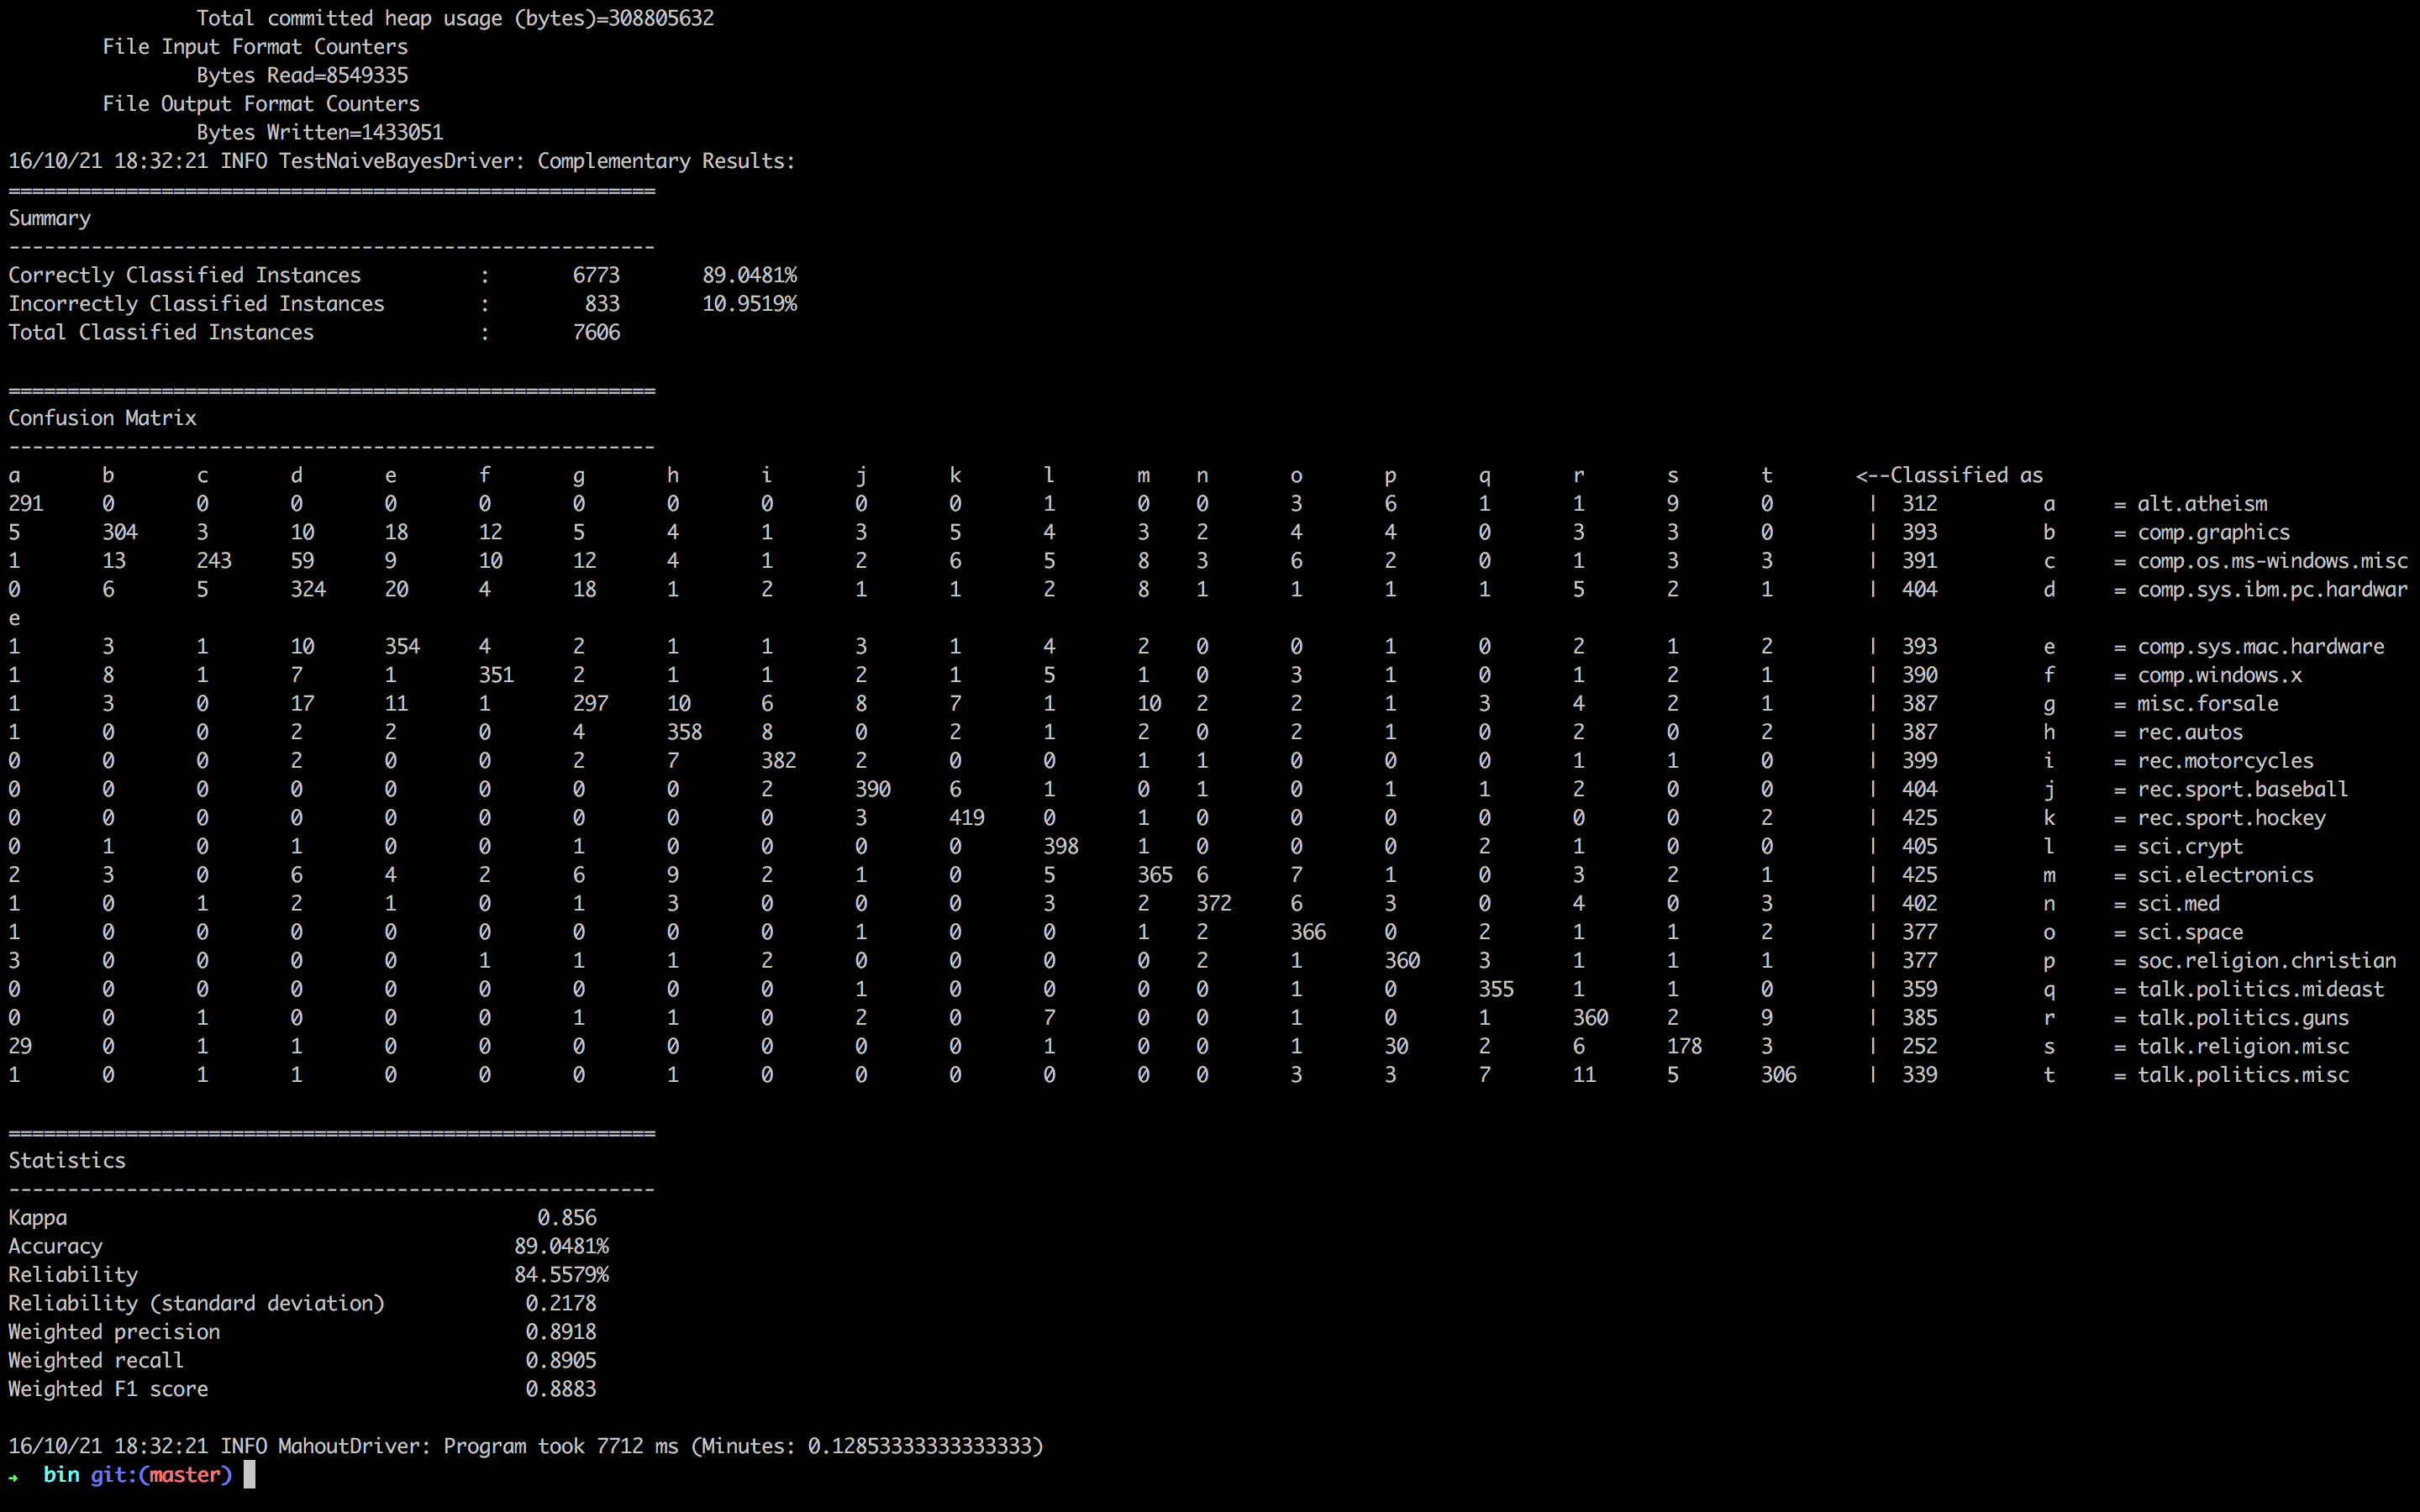 Total committed heap usage (bytes)=308805632
File Input Format Counters
Bytes Read=8549335
File Output Format Counters
Bytes Written=1433051
16/10/21 18:32:21 INFO TestNaiveBayesDriver: Complementary Results:
=======================================================
Summary
-------------------------------------------------------
Correctly Classified Instances : 6773 89.0481%
Incorrectly Classified Instances : 833 10.9519%
Total Classified Instances : 7606
=======================================================
Confusion Matrix
-------------------------------------------------------
a b c d e f g h i j k l m n o p q r s t <--Classified as
291 0 0 0 0 0 0 0 0 0 0 1 0 0 3 6 1 1 9 0 | 312 a = alt.atheism
5 304 3 10 18 12 5 4 1 3 5 4 3 2 4 4 0 3 3 0 | 393 b = comp.graphics
1 13 243 59 9 10 12 4 1 2 6 5 8 3 6 2 0 1 3 3 | 391 c = comp.os.ms-windows.misc
0 6 5 324 20 4 18 1 2 1 1 2 8 1 1 1 1 5 2 1 | 404 d = comp.sys.ibm.pc.hardwar
e
1 3 1 10 354 4 2 1 1 3 1 4 2 0 0 1 0 2 1 2 | 393 e = comp.sys.mac.hardware
1 8 1 7 1 351 2 1 1 2 1 5 1 0 3 1 0 1 2 1 | 390 f = comp.windows.x
1 3 0 17 11 1 297 10 6 8 7 1 10 2 2 1 3 4 2 1 | 387 g = misc.forsale
1 0 0 2 2 0 4 358 8 0 2 1 2 0 2 1 0 2 0 2 | 387 h = rec.autos
0 0 0 2 0 0 2 7 382 2 0 0 1 1 0 0 0 1 1 0 | 399 i = rec.motorcycles
0 0 0 0 0 0 0 0 2 390 6 1 0 1 0 1 1 2 0 0 | 404 j = rec.sport.baseball
0 0 0 0 0 0 0 0 0 3 419 0 1 0 0 0 0 0 0 2 | 425 k = rec.sport.hockey
0 1 0 1 0 0 1 0 0 0 0 398 1 0 0 0 2 1 0 0 | 405 l = sci.crypt
2 3 0 6 4 2 6 9 2 1 0 5 365 6 7 1 0 3 2 1 | 425 m = sci.electronics
1 0 1 2 1 0 1 3 0 0 0 3 2 372 6 3 0 4 0 3 | 402 n = sci.med
1 0 0 0 0 0 0 0 0 1 0 0 1 2 366 0 2 1 1 2 | 377 o = sci.space
3 0 0 0 0 1 1 1 2 0 0 0 0 2 1 360 3 1 1 1 | 377 p = soc.religion.christian
0 0 0 0 0 0 0 0 0 1 0 0 0 0 1 0 355 1 1 0 | 359 q = talk.politics.mideast
0 0 1 0 0 0 1 1 0 2 0 7 0 0 1 0 1 360 2 9 | 385 r = talk.politics.guns
29 0 1 1 0 0 0 0 0 0 0 1 0 0 1 30 2 6 178 3 | 252 s = talk.religion.misc
1 0 1 1 0 0 0 1 0 0 0 0 0 0 3 3 7 11 5 306 | 339 t = talk.politics.misc
=======================================================
Statistics
-------------------------------------------------------
Kappa 0.856
Accuracy 89.0481%
Reliability 84.5579%
Reliability (standard deviation) 0.2178
Weighted precision 0.8918
Weighted recall 0.8905
Weighted F1 score 0.8883
16/10/21 18:32:21 INFO MahoutDriver: Program took 7712 ms (Minutes: 0.12853333333333333)
→ bin git:(master)